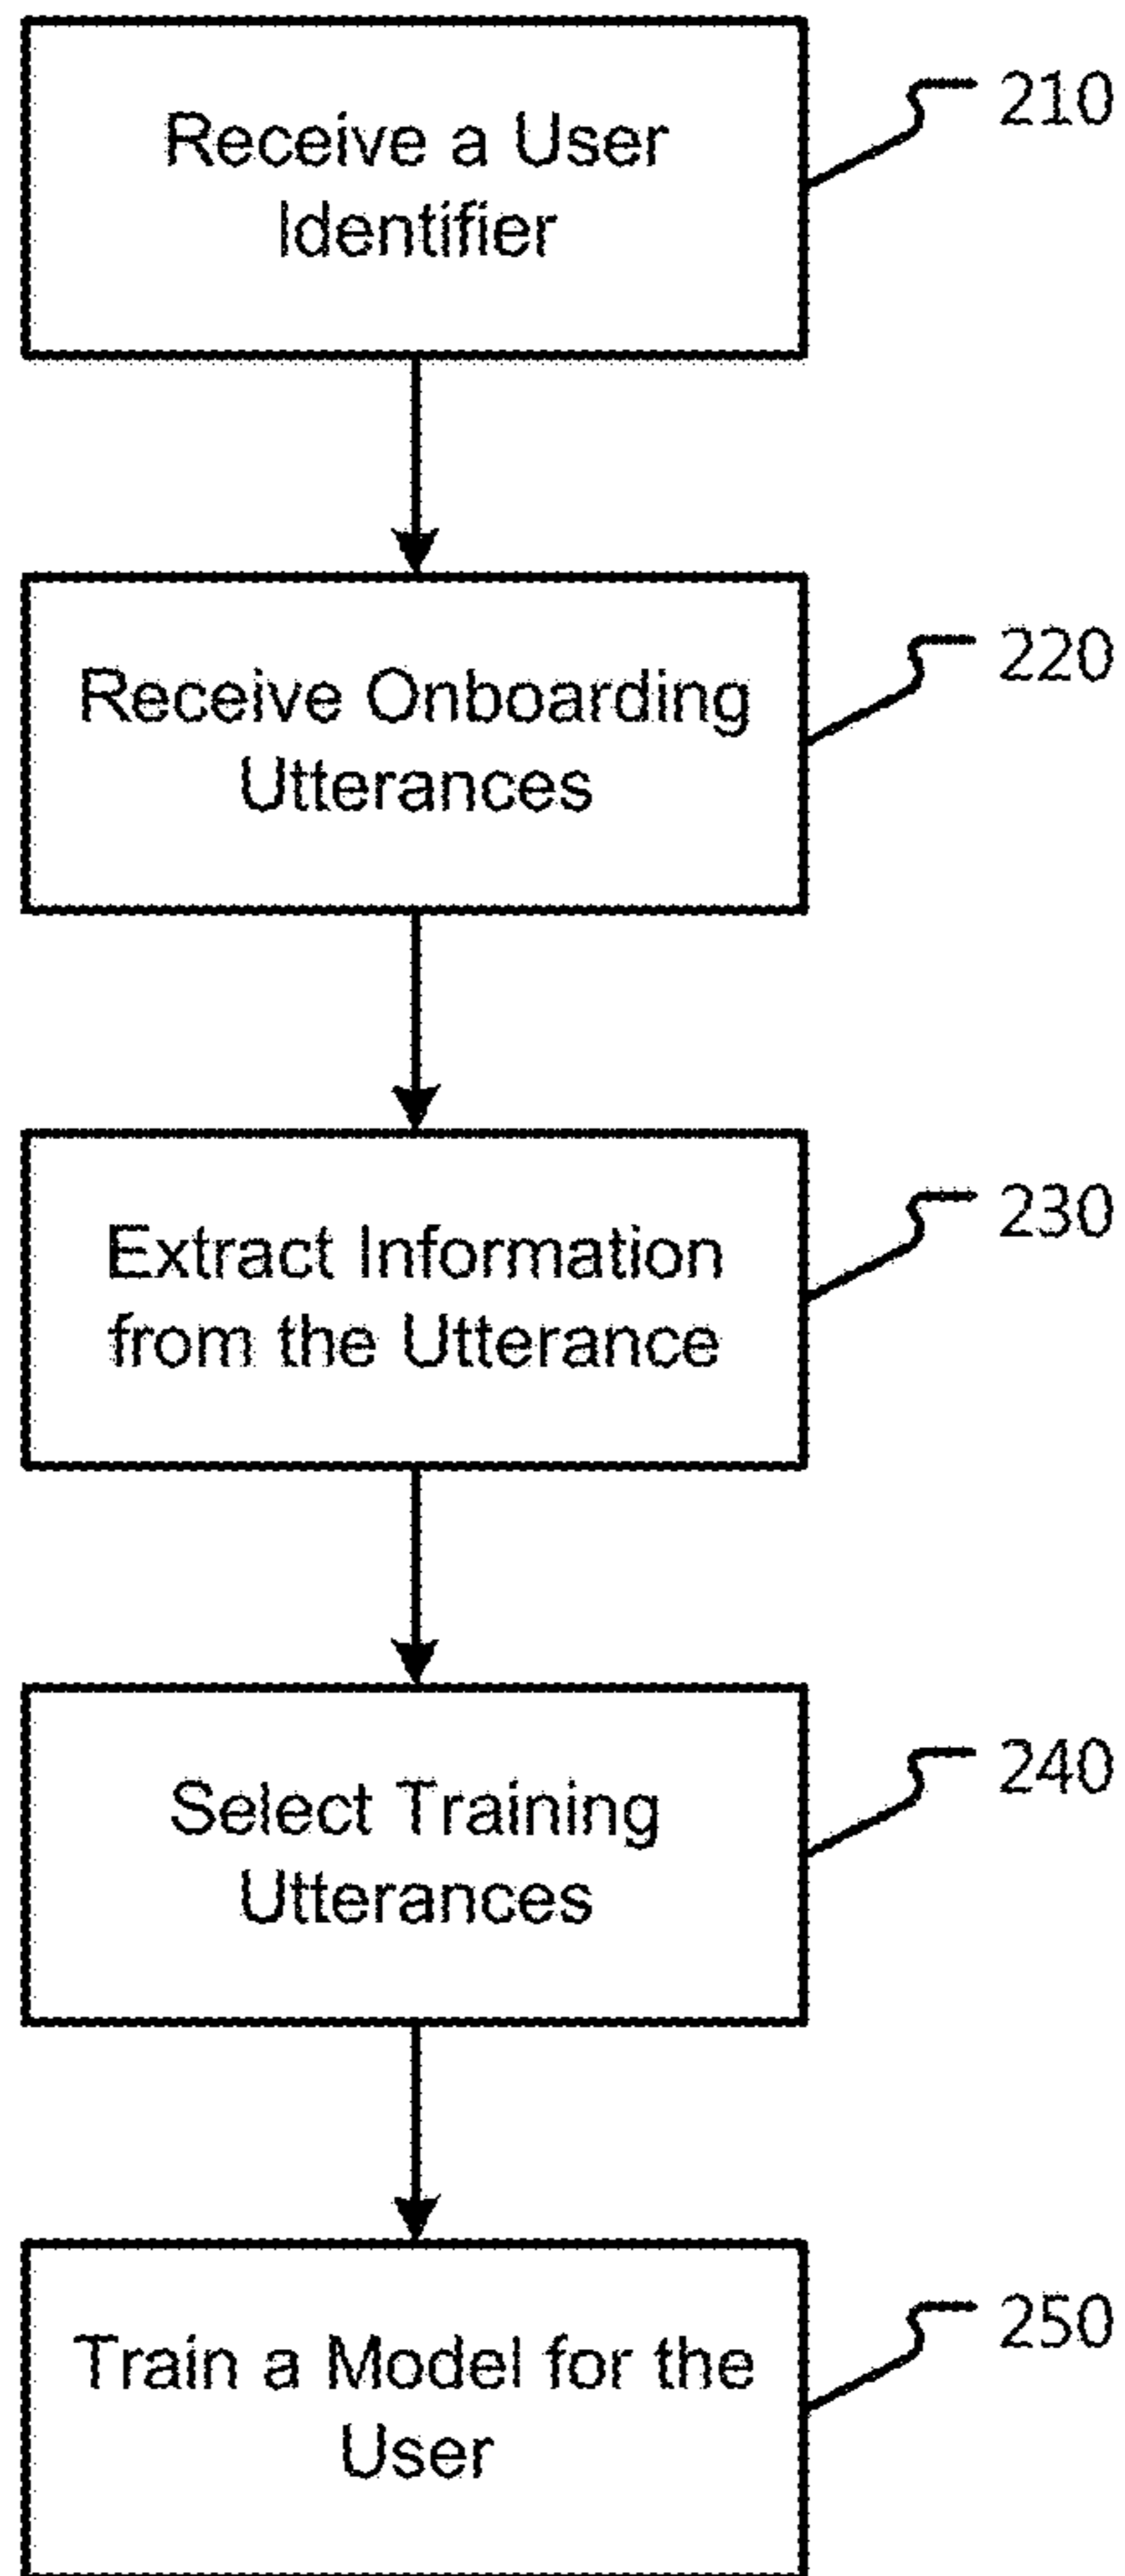 Receive a User
Identifier
210
Receive Onboarding
Utterances
220
Extract Information
from the Utterance
230
Select Training
Utterances
240
Train a Model for the
User
250